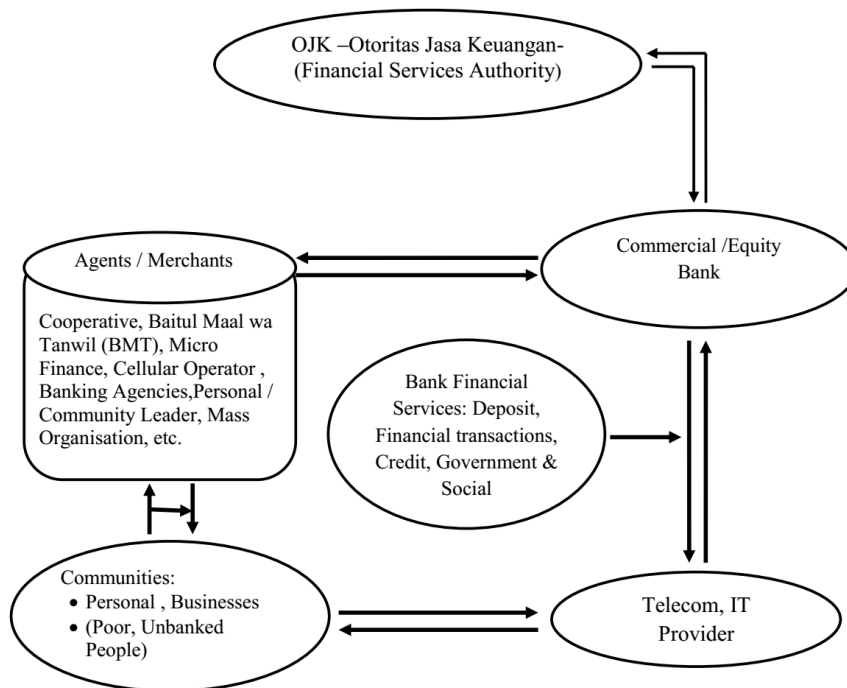 OJK –Otoritas Jasa Keuangan-
(Financial Services Authority)
Commercial /Equity
Bank
Agents / Merchants
Cooperative, Baitul Maal wa
Tanwil (BMT), Micro
Finance, Cellular Operator ,
Banking Agencies,Personal /
Community Leader, Mass
Organisation, etc.
Bank Financial
Services: Deposit,
Financial transactions,
Credit, Government &
Social
Communities:
• Personal , Businesses
• (Poor, Unbanked
People)
Telecom, IT
Provider